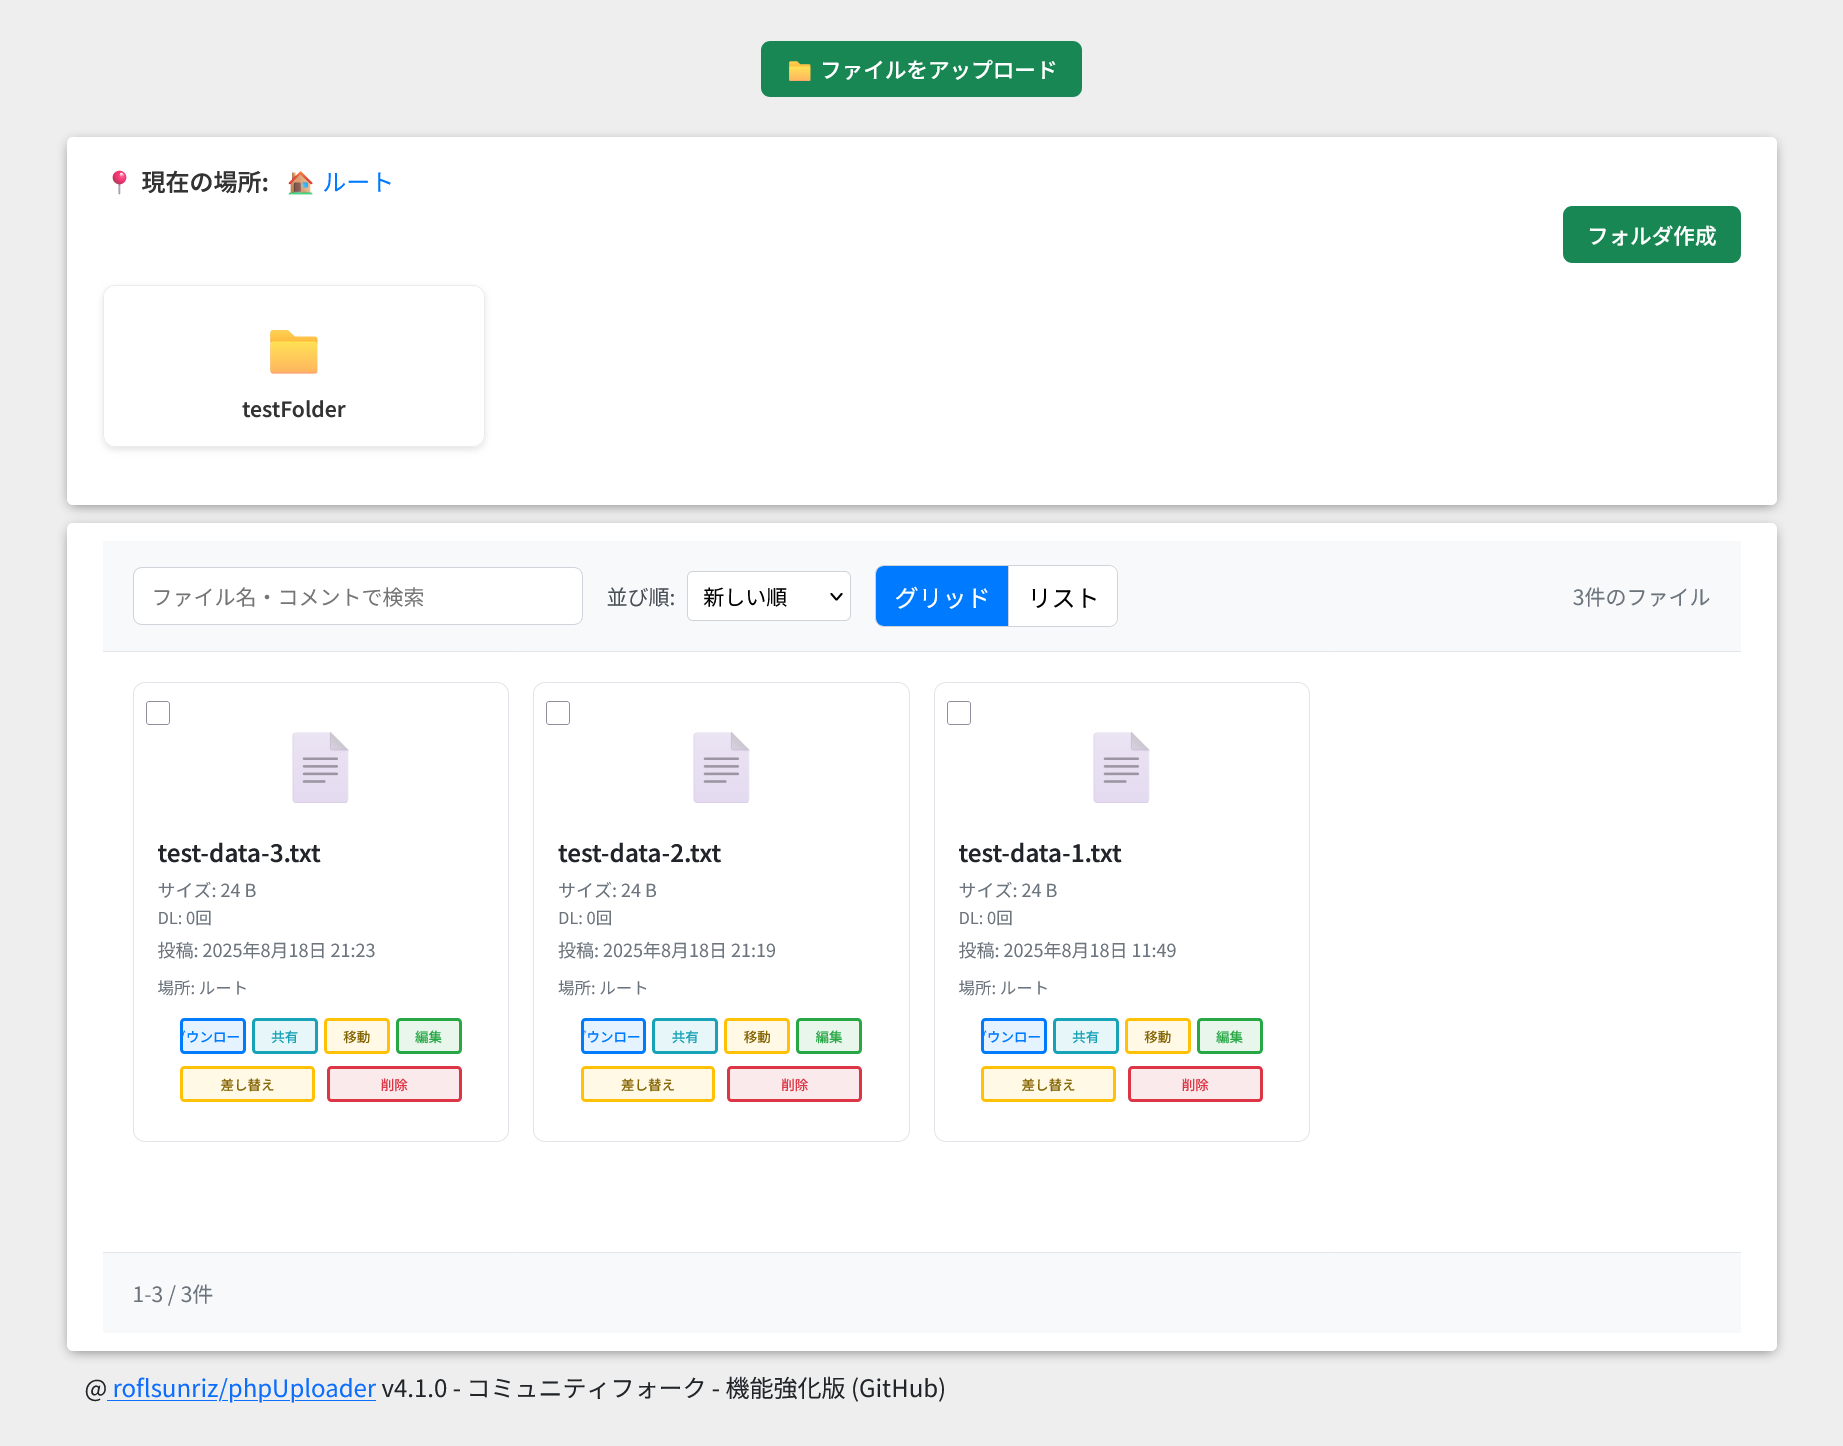 ファイルをアップロード
現在の場所: ルート
フォルダ作成
testFolder
ファイル名・コメントで検索 並び順: 新しい順 グリッド リスト 3件のファイル
test-data-3.txt
サイズ: 24 B
DL: 0回
投稿: 2025年8月18日 21:23
場所: ルート
ウンロー 共有 移動 編集
差し替え 削除
test-data-2.txt
サイズ: 24 B
DL: 0回
投稿: 2025年8月18日 21:19
場所: ルート
ウンロー 共有 移動 編集
差し替え 削除
test-data-1.txt
サイズ: 24 B
DL: 0回
投稿: 2025年8月18日 11:49
場所: ルート
ウンロー 共有 移動 編集
差し替え 削除
1-3 / 3件
@ roflsunriz/phpUploader v4.1.0 - コミュニティフォーク - 機能強化版 (GitHub)